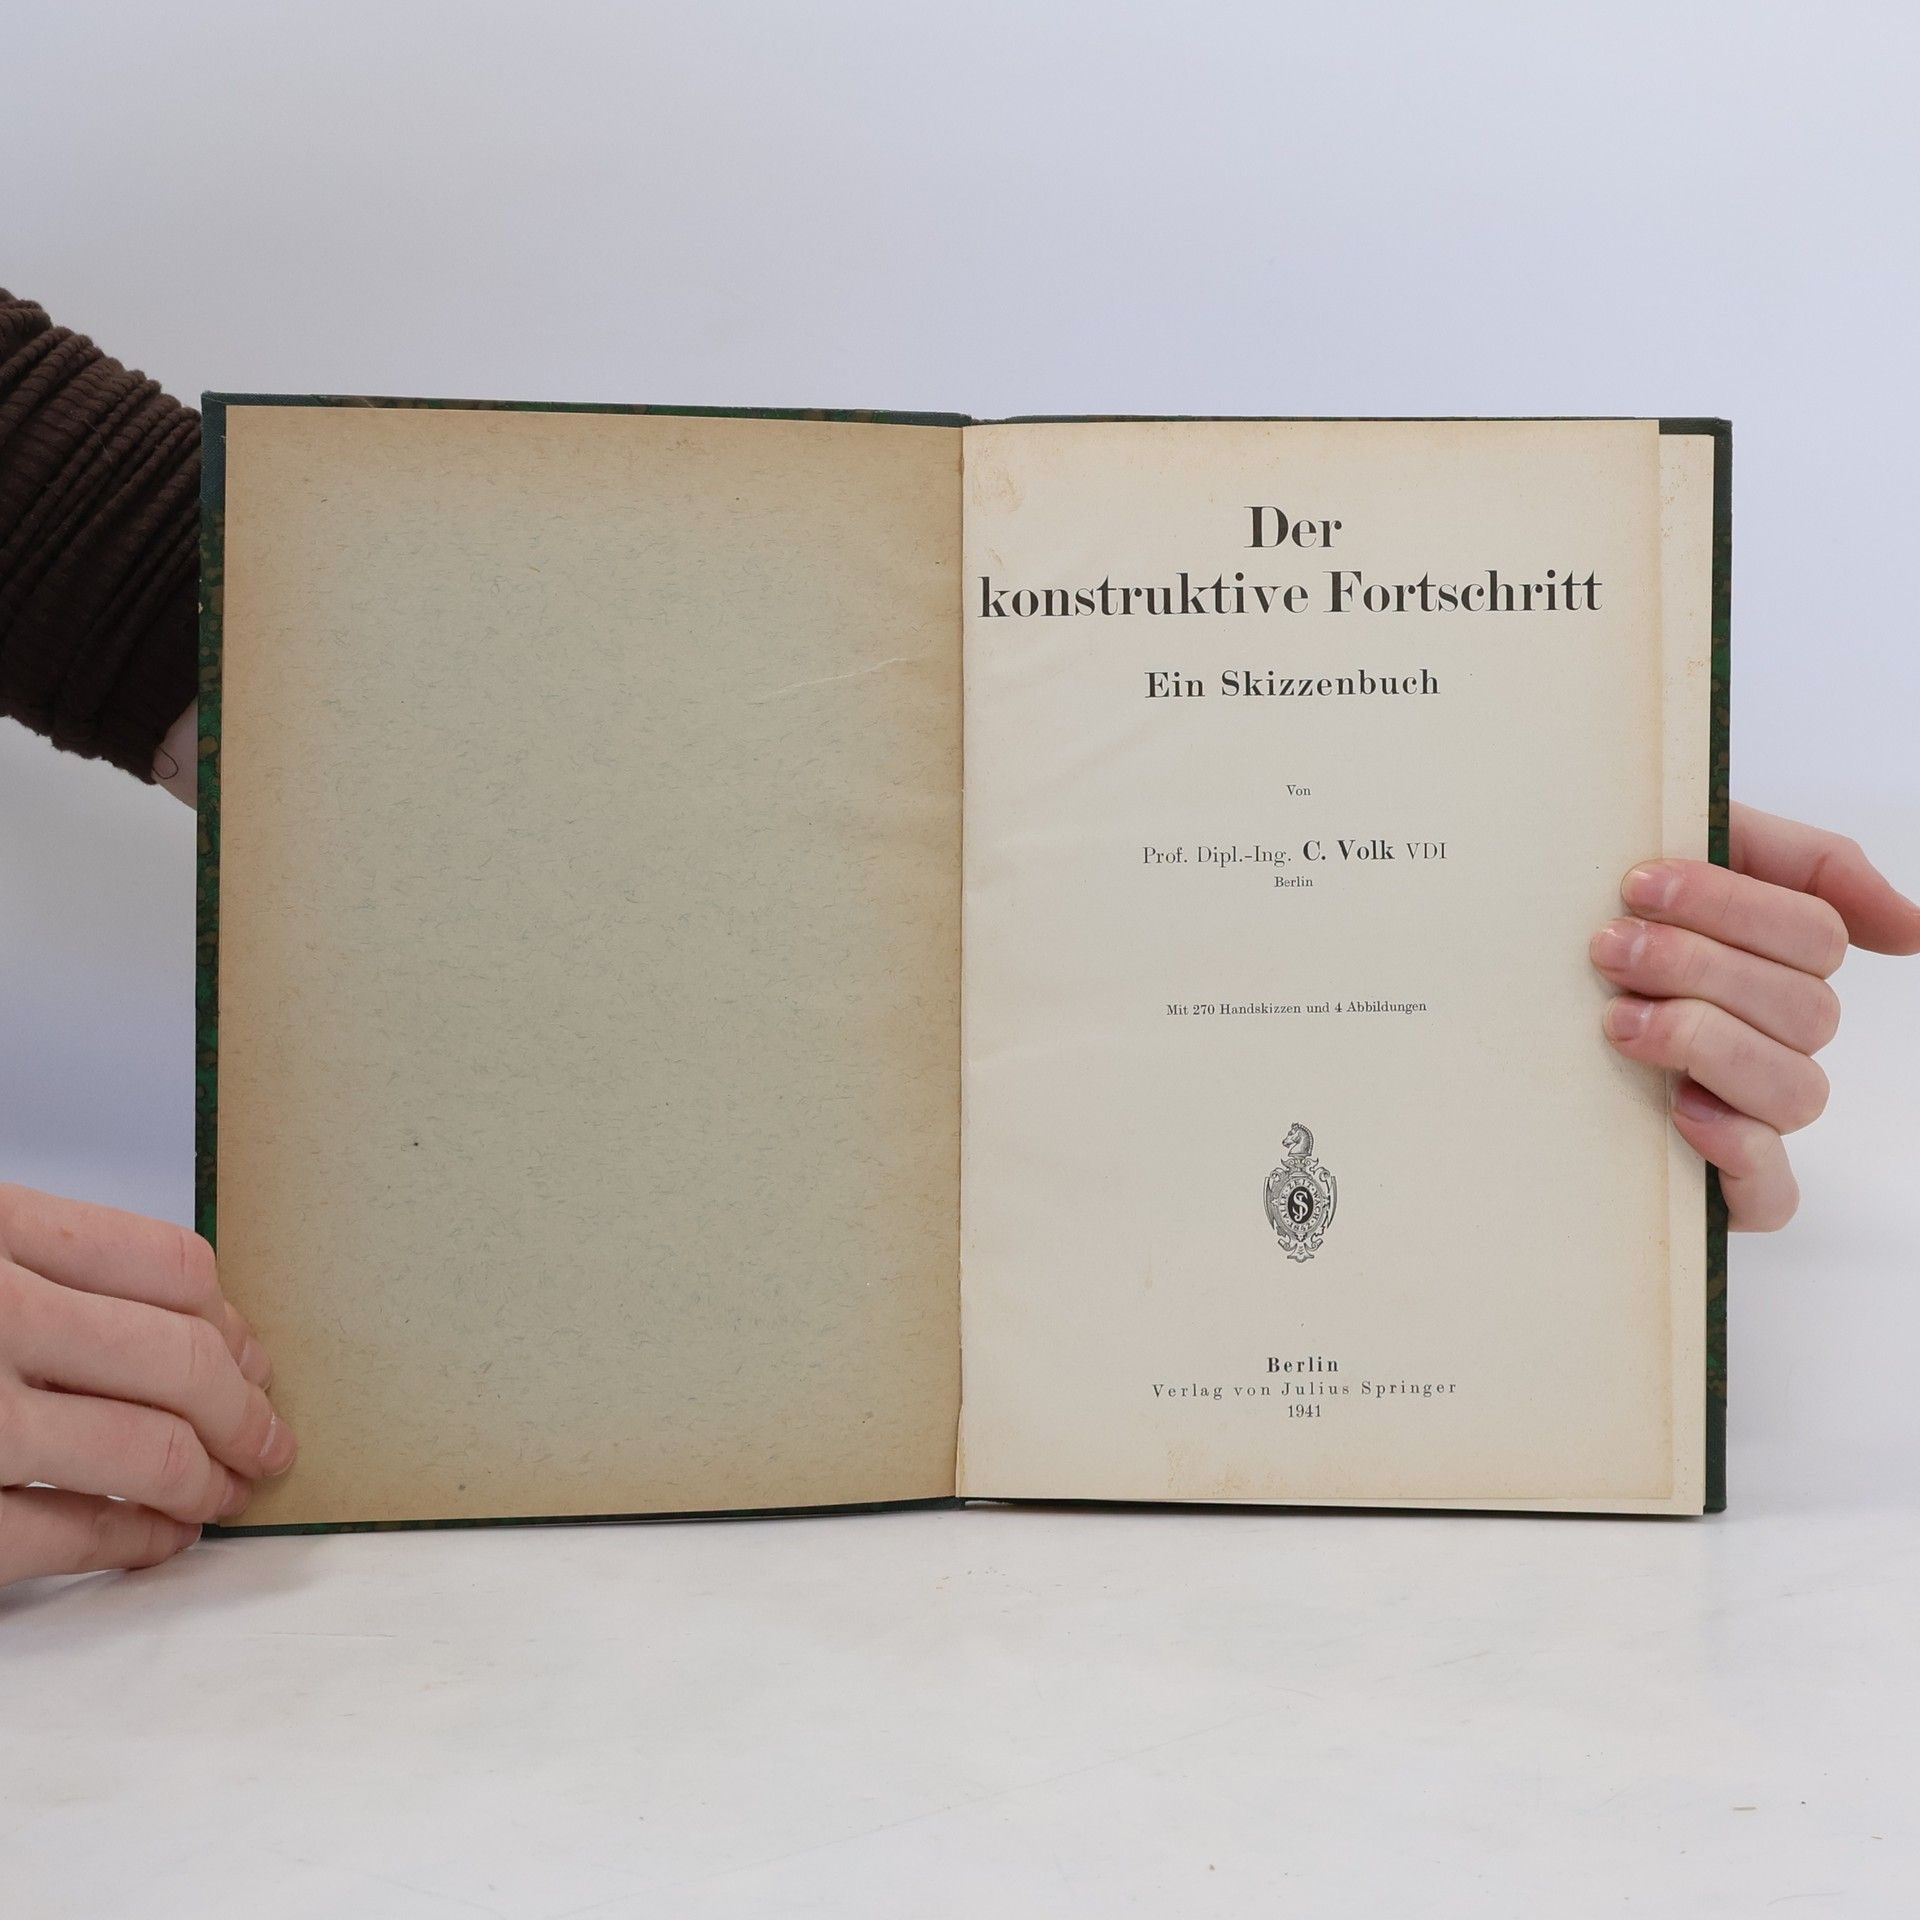 Der
konstruktive Fortschritt
Ein Skizzenbuch
Von
Prof. Dipl.-Ing. C. Volk VDI
Berlin
Mit 270 Handskizzen und 4 Abbildungen
Berlin
Verlag von Julius Springer
1941